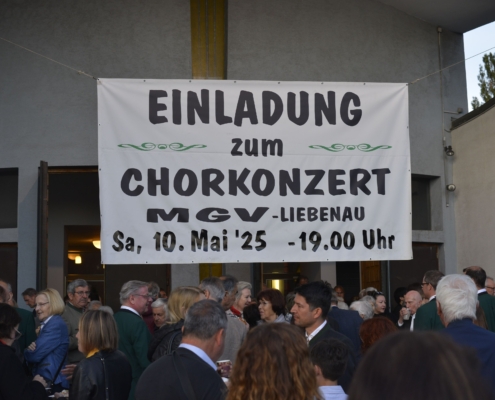 EINLADUNG
zum
CHORKONZERT
MGV-LIEBENAU
Sa, 10. Mai '25 -19.00 Uhr